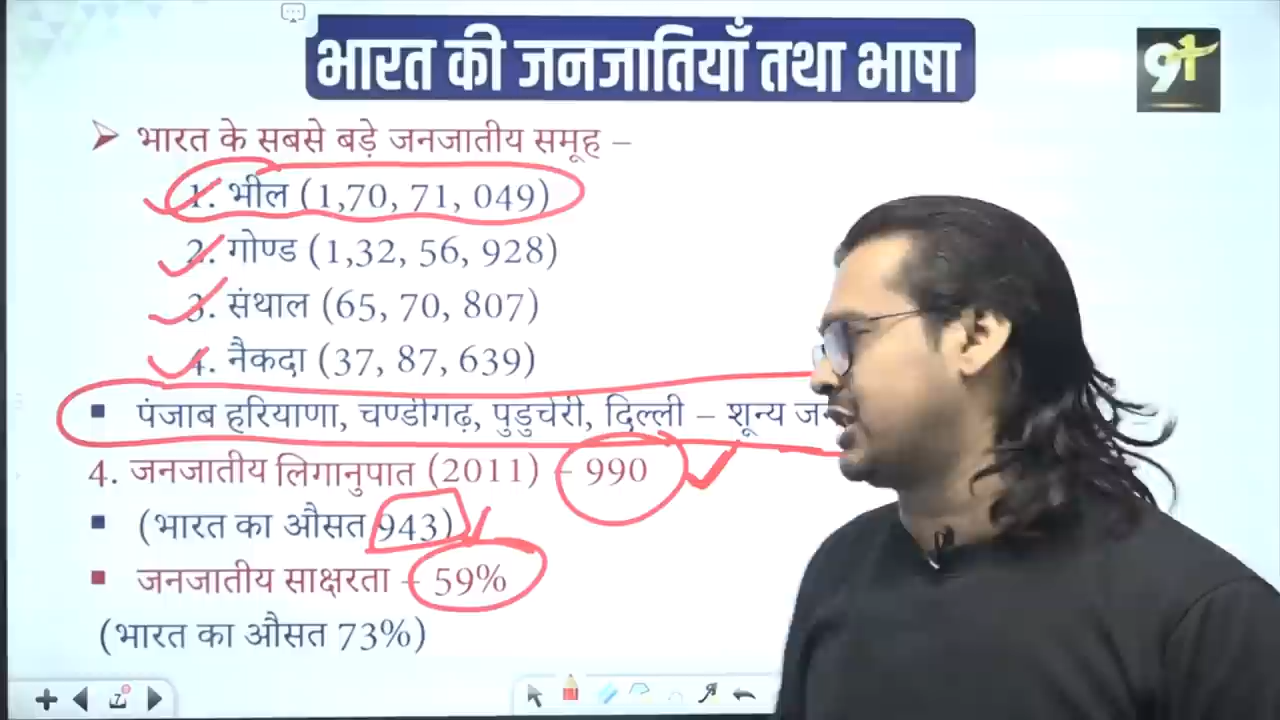 भारत की जनजातियाँ तथा भाषा
भारत के सबसे बड़े जनजातीय समूह –
1. भील (1,70, 71, 049)
2. गोण्ड (1,32, 56, 928)
3. संथाल (65, 70, 807)
4. नैकदा (37, 87, 639)
पंजाब हरियाणा, चण्डीगढ़, पुडुचेरी, दिल्ली – शून्य
4. जनजातीय लिगानुपात (2011) – 990
(भारत का औसत 943)
जनजातीय साक्षरता – 59%
(भारत का औसत 73%)